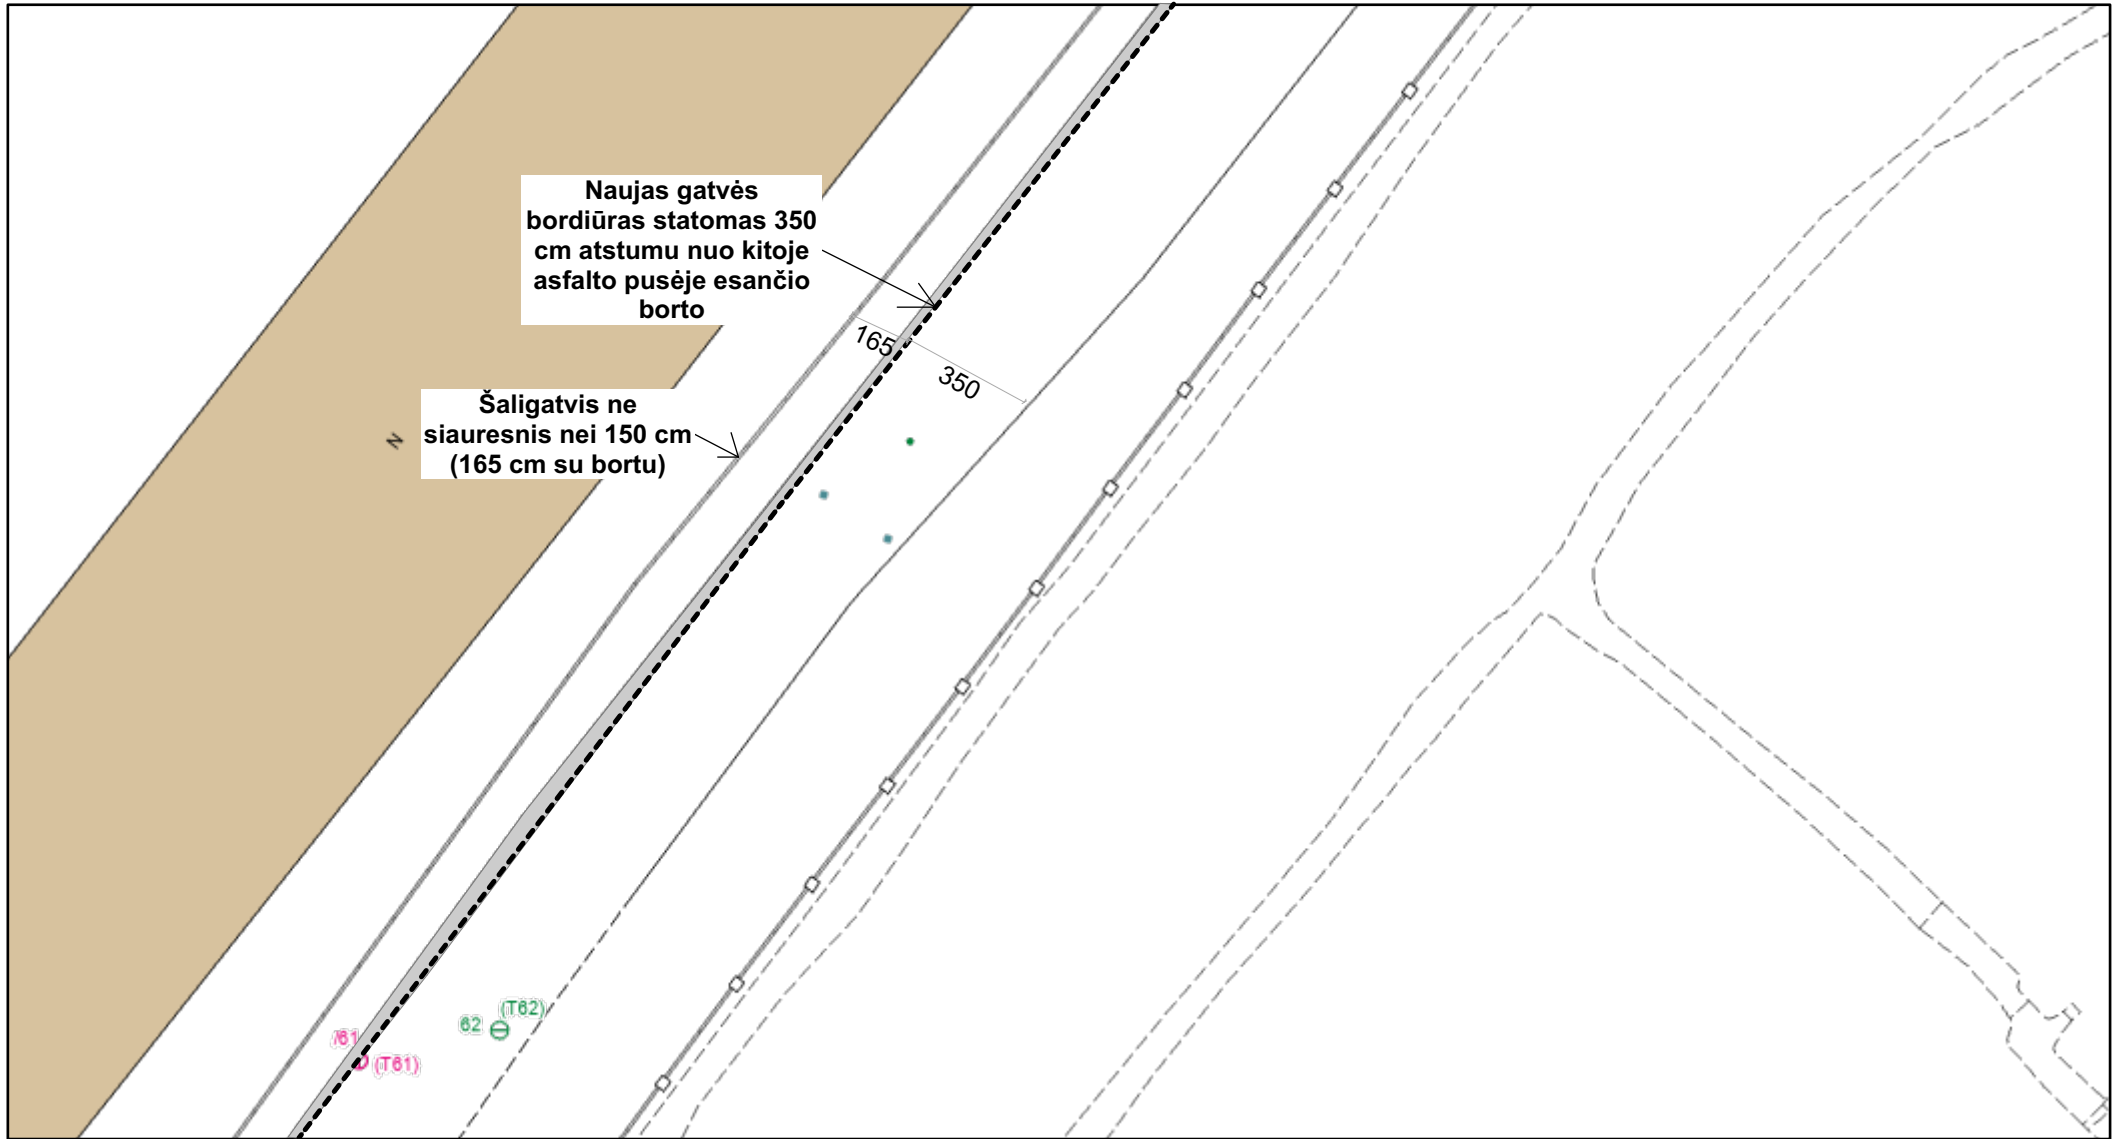 Naujas gatvės
bordiūras statomas 350
cm atstumu nuo kitoje
asfalto pusėje esančio
borto
165
350
Šaligatvis ne
siauresnis nei 150 cm
(165 cm su bortu)
N
(T62)
62
/61
(T61)